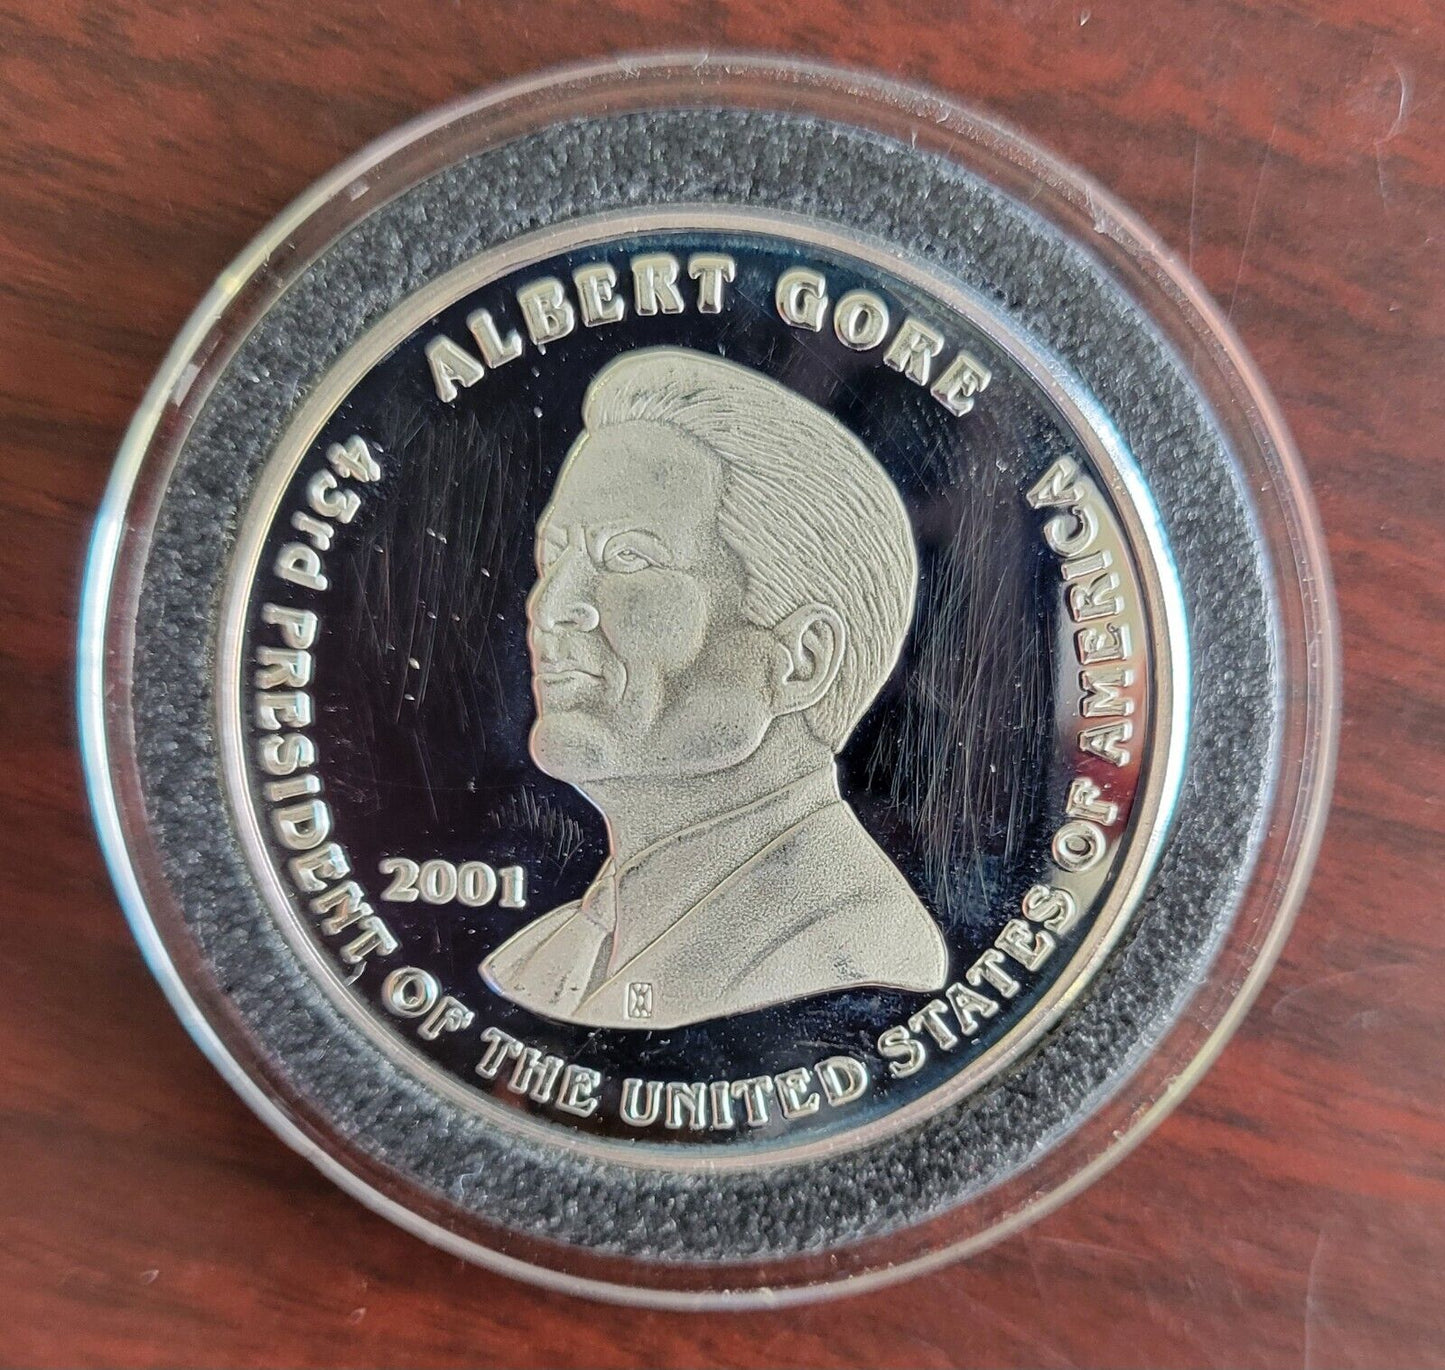 ALBERT GORE
43rd PRESIDENT OF THE UNITED STATES OF AMERICA
2001